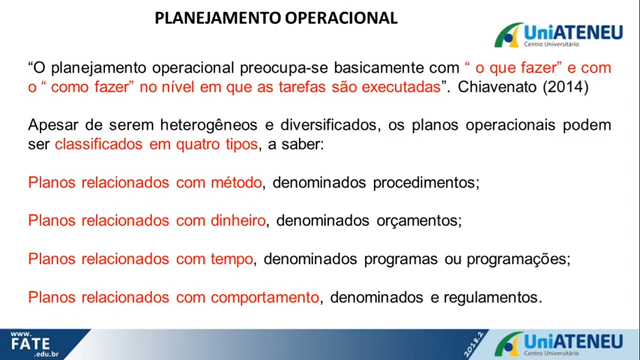 PLANEJAMENTO OPERACIONAL
UniATENEU
Centro Universitário
“O planejamento operacional preocupa-se basicamente com “ o que fazer” e com
o “ como fazer” no nível em que as tarefas são executadas”. Chiavenato (2014)
Apesar de serem heterogêneos e diversificados, os planos operacionais podem
ser classificados em quatro tipos, a saber:
Planos relacionados com método, denominados procedimentos;
Planos relacionados com dinheiro, denominados orçamentos;
Planos relacionados com tempo, denominados programas ou programações;
Planos relacionados com comportamento, denominados e regulamentos.
www.
FATE
.edu.br
2018.2
UniATENEU
Centro Universitário